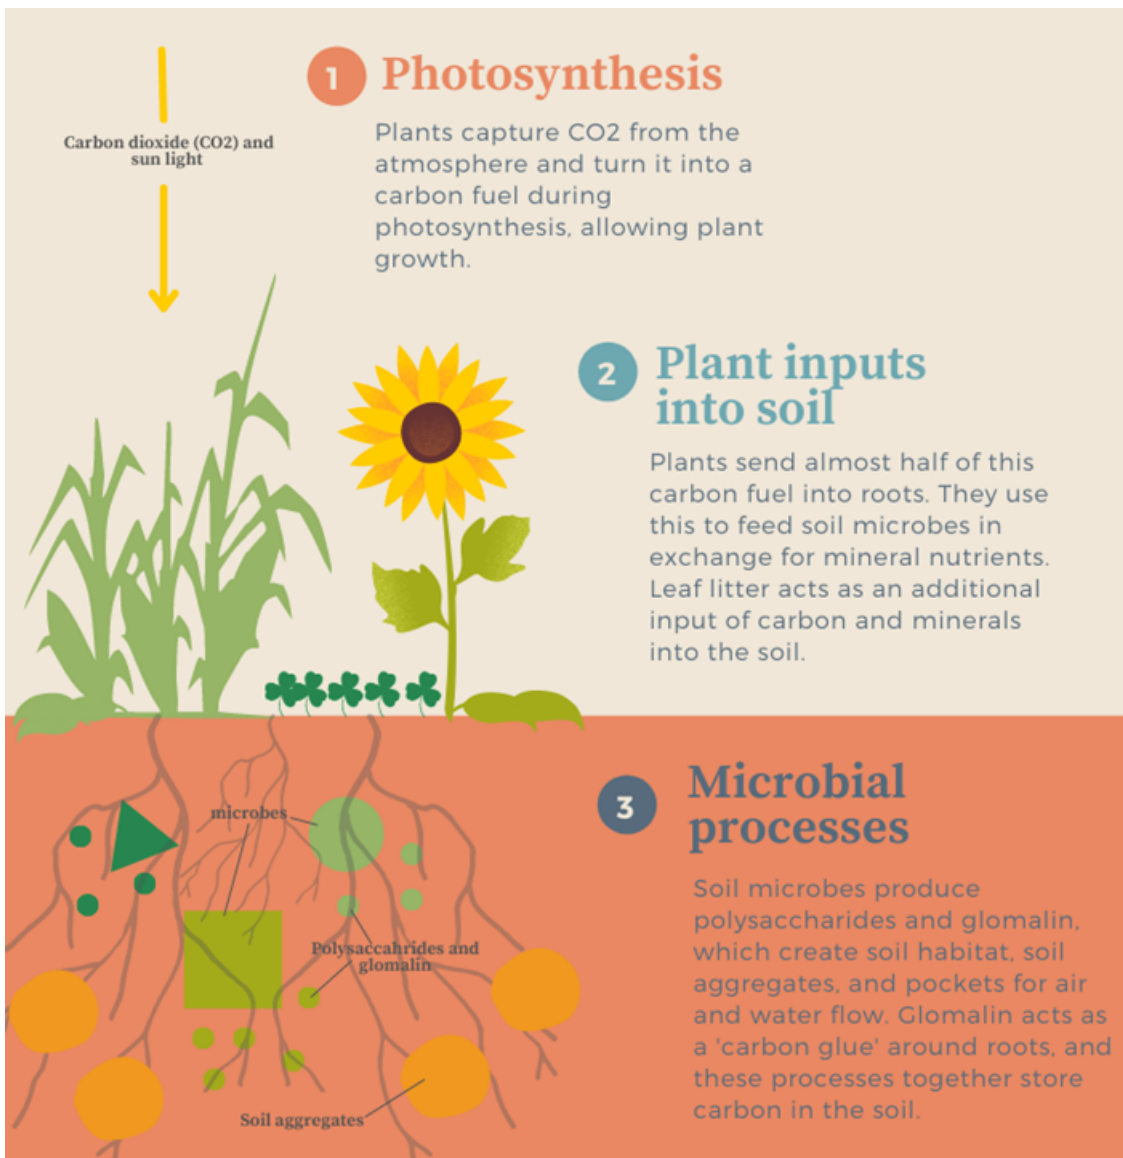 1 Photosynthesis
Carbon dioxide (CO2) and
sun light
Plants capture CO2 from the
atmosphere and turn it into a
carbon fuel during
photosynthesis, allowing plant
growth.
2 Plant inputs
into soil
Plants send almost half of this
carbon fuel into roots. They use
this to feed soil microbes in
exchange for mineral nutrients.
Leaf litter acts as an additional
input of carbon and minerals
into the soil.
3 Microbial
processes
microbes
Polysaccahrides and
glomalin
Soil aggregates
Soil microbes produce
polysaccharides and glomalin,
which create soil habitat, soil
aggregates, and pockets for air
and water flow. Glomalin acts as
a 'carbon glue' around roots, and
these processes together store
carbon in the soil.